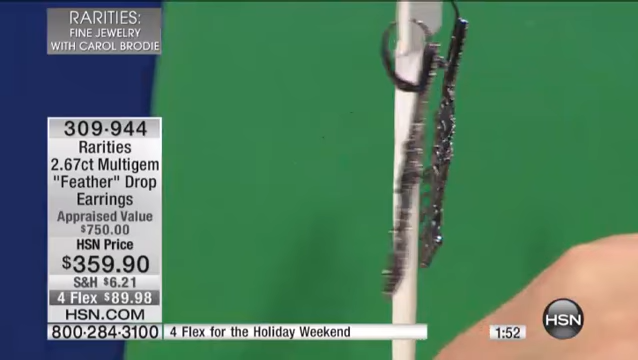 RARITIES:
FINE JEWELRY
WITH CAROL BRODIE
309-944
Rarities
2.67ct Multigem
"Feather" Drop
Earrings
Appraised Value
$750.00
HSN Price
$359.90
S&H $6.21
4 Flex $89.98
HSN.COM
800-284-3100
4 Flex for the Holiday Weekend
1:52
HSN